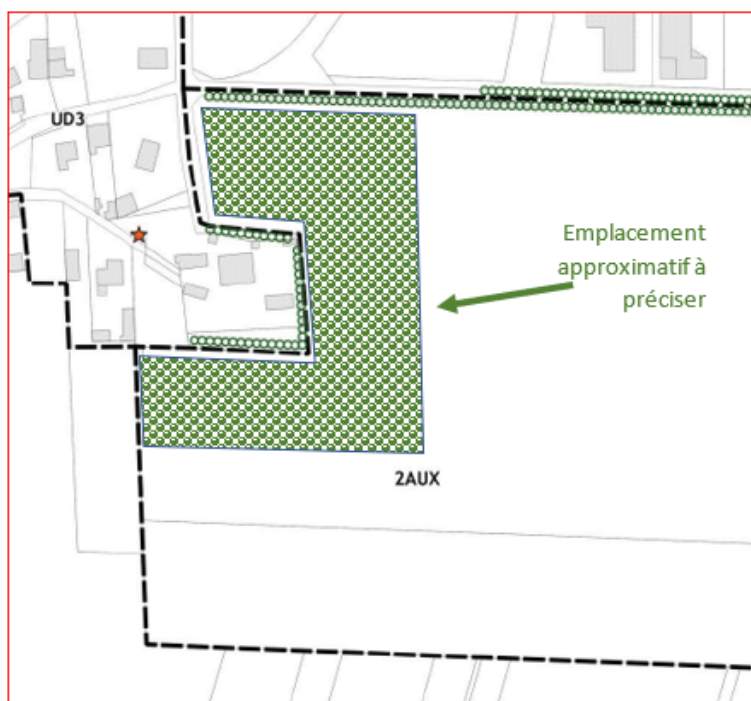 UD3
Emplacement
approximatif à
préciser
2AUX